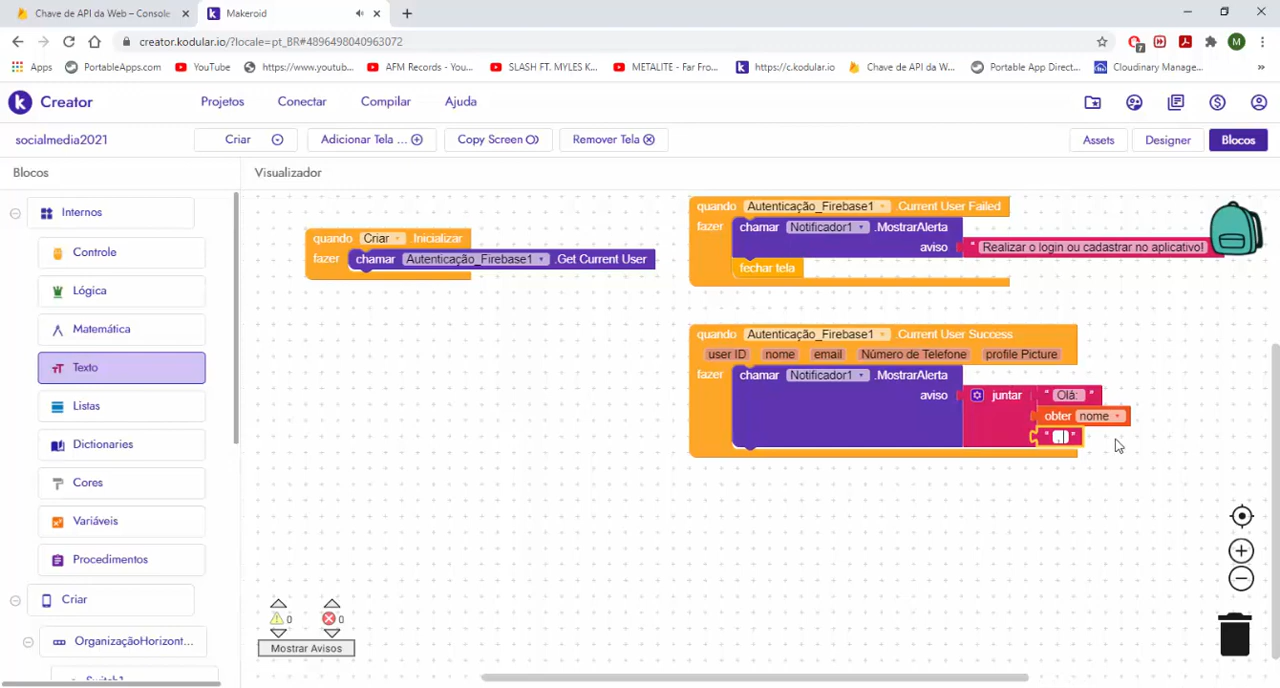 Chave de API da Web – Console
Makeroid
creator.kodular.io/?locale=pt_BR#4896498040963072
M
Apps
PortableApps.com
YouTube
https://www.youtub...
AFM Records - You...
SLASH FT. MYLES K...
METALITE - Far Fro...
https://c.kodular.io
Chave de API da W...
Portable App Direct...
Cloudinary Manage...
Creator
Projetos
Conectar
Compilar
Ajuda
socialmedia2021
Criar
Adicionar Tela ...
Copy Screen
Remover Tela
Assets
Designer
Blocos
Blocos
Visualizador
Internos
Controle
Lógica
Matemática
Texto
Listas
Dictionaries
Cores
Variáveis
Procedimentos
Criar
OrganizaçãoHorizont...
Switch1
quando Criar .Inicializar
fazer chamar Autenticação_Firebase1 .Get Current User
quando Autenticação_Firebase1 .Current User Failed
fazer chamar Notificador1 .MostrarAlerta
aviso " Realizar o login ou cadastrar no aplicativo!
fechar tela
quando Autenticação_Firebase1 .Current User Success
user ID nome email Número de Telefone profile Picture
fazer chamar Notificador1 .MostrarAlerta
aviso juntar " Olá: "
obter nome
" . "
0 0
Mostrar Avisos